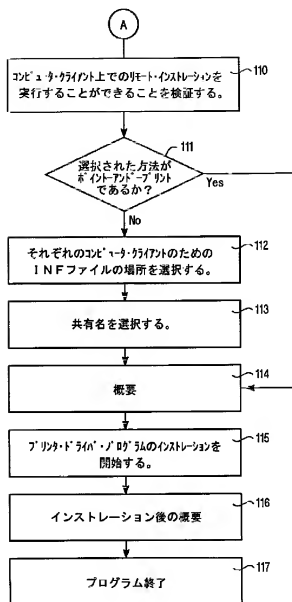 A
コンピュータ・クライアント上でのリモート・インストレーションを
実行することができることを検証する。
110
選択された方法が
ポイント-アンド-プリント
であるか?
111
Yes
No
それぞれのコンピュータ・クライアントのための
INFファイルの場所を選択する。
112
共有名を選択する。
113
概要
114
プリンタ・ドライバ・プログラムのインストレーションを
開始する。
115
インストレーション後の概要
116
プログラム終了
117